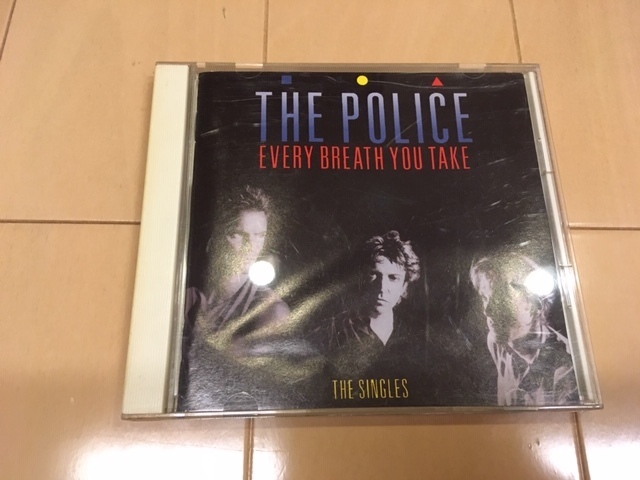 THE POLICE
EVERY BREATH YOU TAKE
THE SINGLES